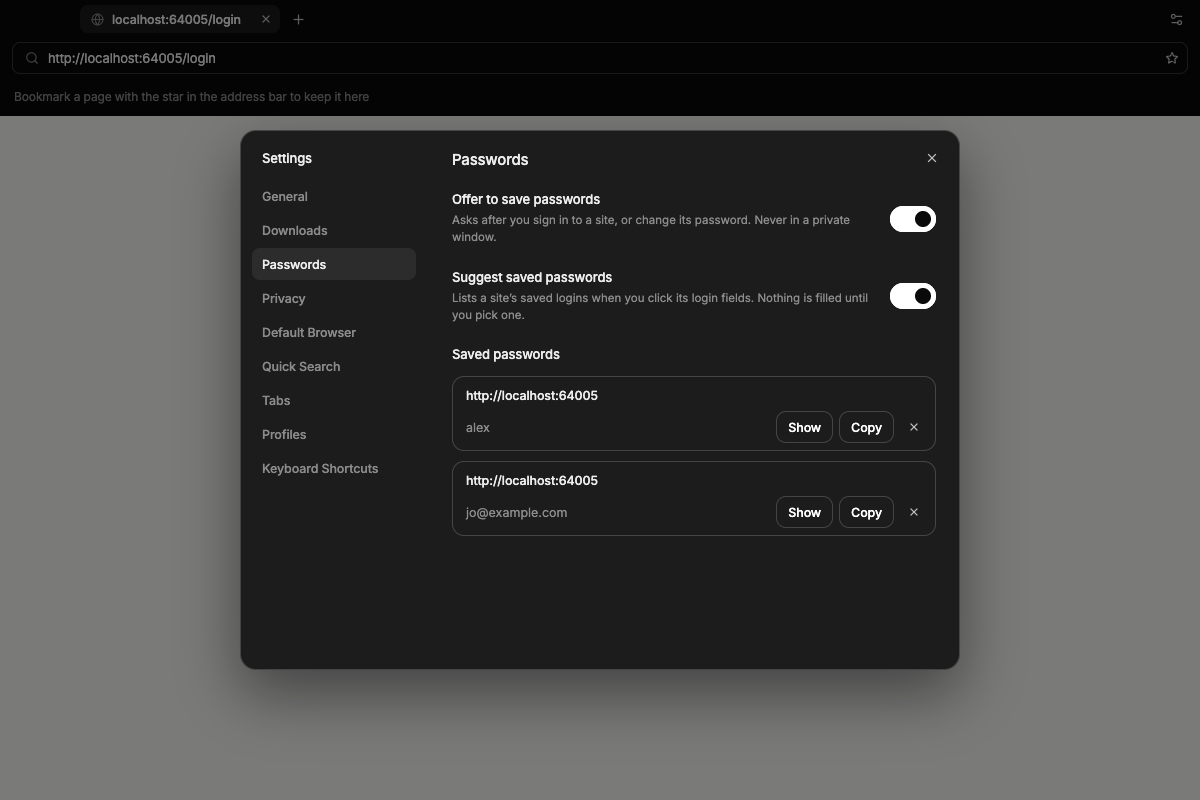 localhost:64005/login
http://localhost:64005/login
Bookmark a page with the star in the address bar to keep it here
Settings
General
Downloads
Passwords
Privacy
Default Browser
Quick Search
Tabs
Profiles
Keyboard Shortcuts
Passwords
Offer to save passwords
Asks after you sign in to a site, or change its password. Never in a private
window.
Suggest saved passwords
Lists a site's saved logins when you click its login fields. Nothing is filled until
you pick one.
Saved passwords
http://localhost:64005
alex Show Copy
http://localhost:64005
jo@example.com Show Copy